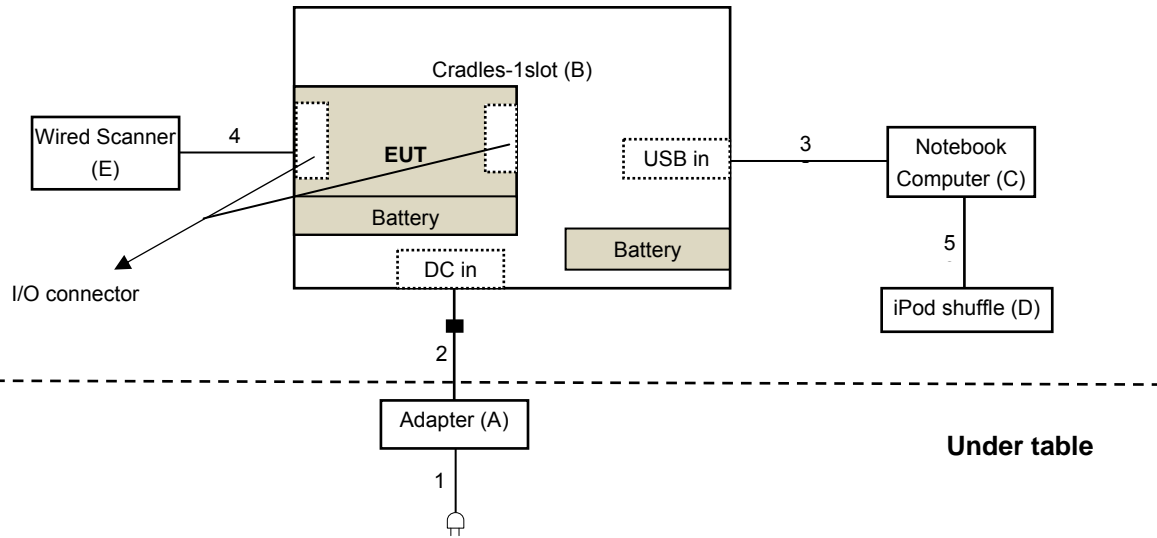 Cradles-1slot (B)
Wired Scanner
(E)
4
EUT
USB in
3
Notebook
Computer (C)
Battery
Battery
5
DC in
I/O connector
iPod shuffle (D)
2
Adapter (A)
Under table
1